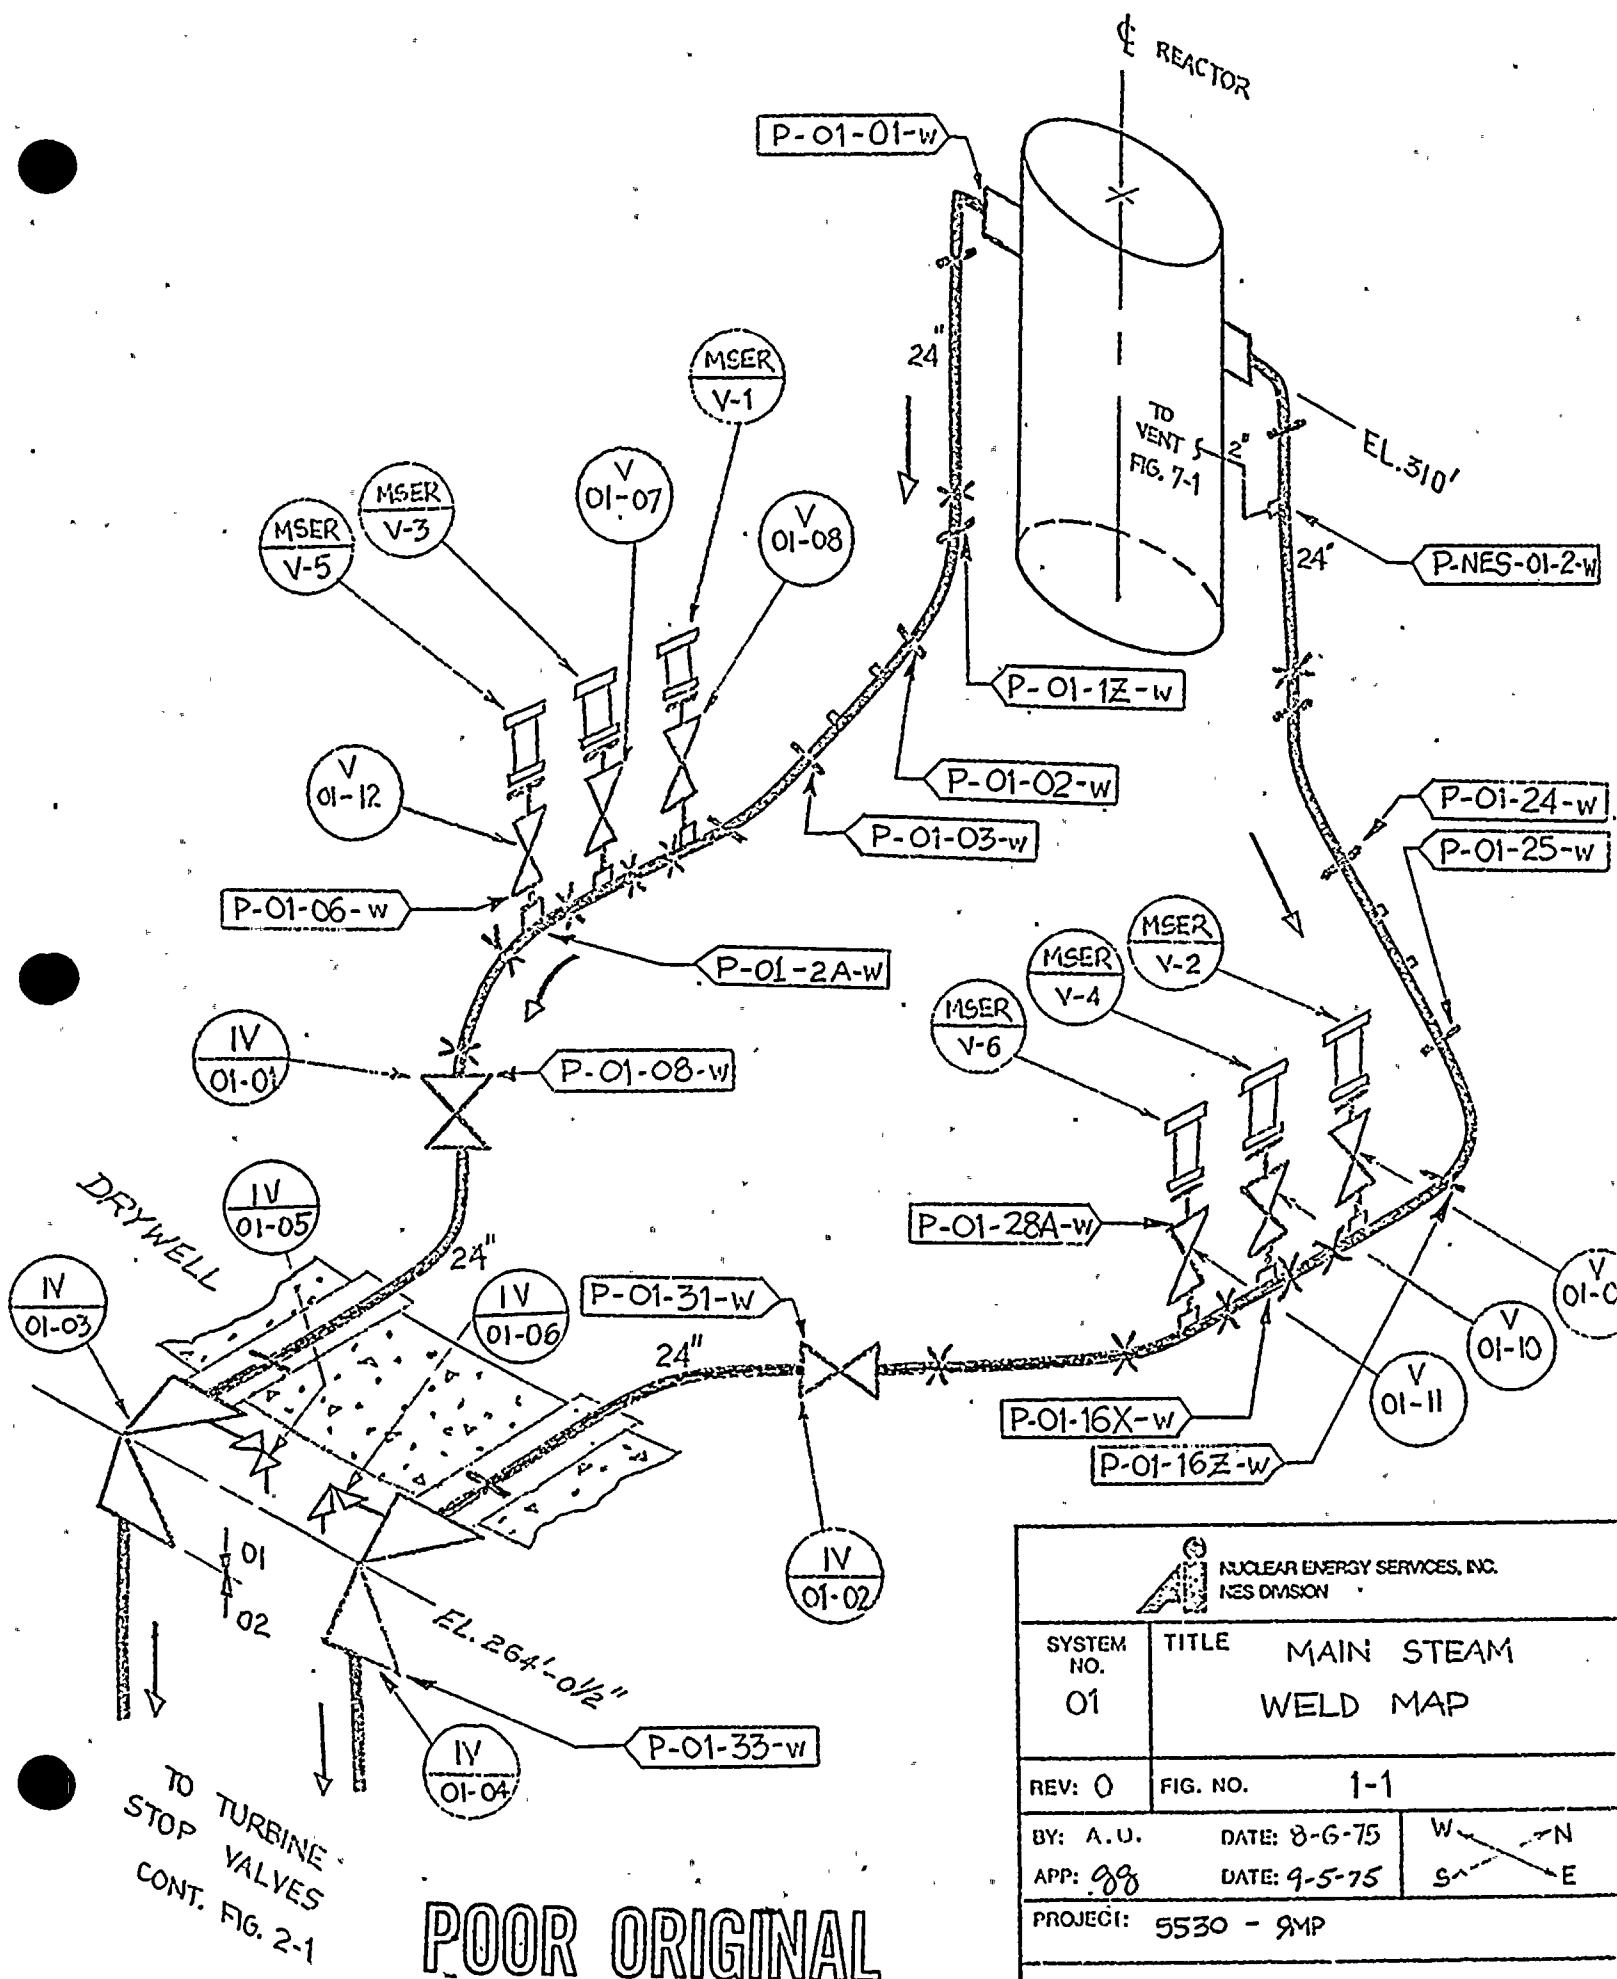 ℄ REACTOR
P-01-01-W
24"
MSER
V-1
MSER
V-3
V
01-07
V
01-08
MSER
V-5
TO
VENT
FIG. 7-1
2"
EL. 310'
P-NES-01-2-W
24"
P-01-1Z-W
V
01-12
P-01-02-W
P-01-03-W
P-01-24-W
P-01-25-W
P-01-06-W
P-01-2A-W
MSER
V-2
MSER
V-4
MSER
V-6
IV
01-01
P-01-08-W
DRYWELL
IV
01-05
24"
P-01-28A-W
IV
01-03
IV
01-06
P-01-31-W
24"
V
01-0
V
01-10
V
01-11
P-01-16X-W
P-01-16Z-W
01
02
IV
01-02
EL. 264'-0½"
P-01-33-W
IV
01-04
TO TURBINE
STOP VALVES
CONT. FIG. 2-1
POOR ORIGINAL
NUCLEAR ENERGY SERVICES, INC.
NES DIVISION
SYSTEM
NO.
01
TITLE MAIN STEAM
WELD MAP
REV: 0 FIG. NO. 1-1
BY: A.U. DATE: 8-6-75
APP: DATE: 9-5-75
W N
S E
PROJECT: 5530 -